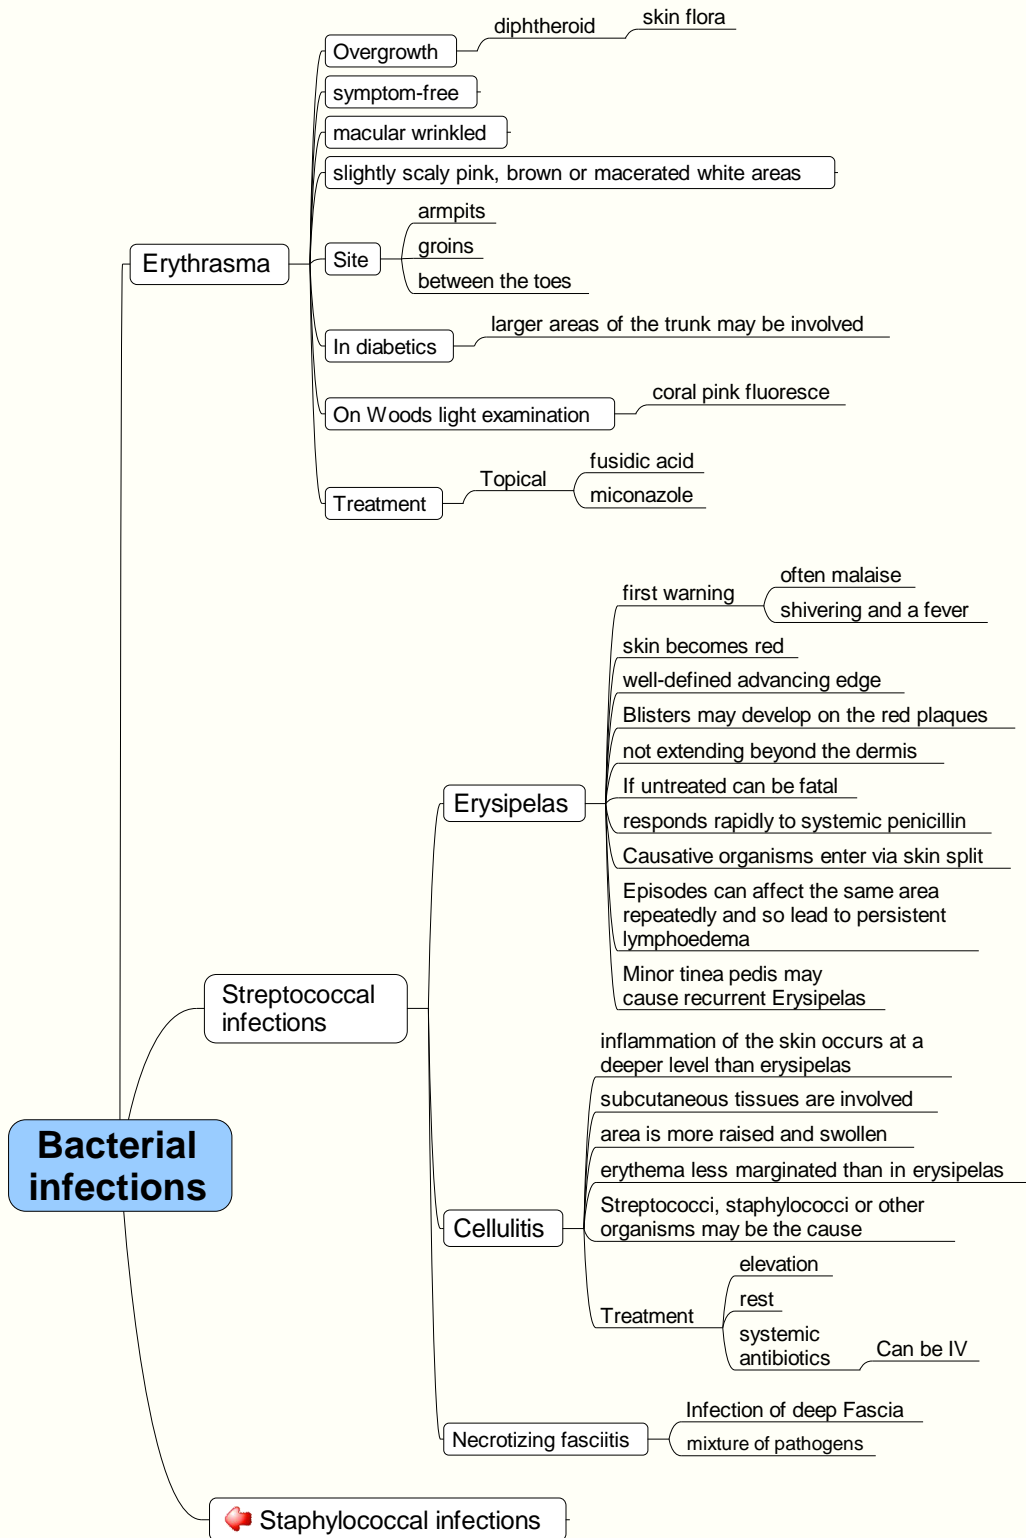 diphtheroid
skin flora
Overgrowth
symptom-free
macular wrinkled
slightly scaly pink, brown or macerated white areas
armpits
Erythrasma
Site
groins
between the toes
In diabetics
larger areas of the trunk may be involved
On Woods light examination
coral pink fluoresce
Treatment
Topical
fusidic acid
miconazole
first warning
often malaise
shivering and a fever
skin becomes red
well-defined advancing edge
Blisters may develop on the red plaques
not extending beyond the dermis
Erysipelas
If untreated can be fatal
responds rapidly to systemic penicillin
Causative organisms enter via skin split
Episodes can affect the same area
repeatedly and so lead to persistent
lymphoedema
Minor tinea pedis may
cause recurrent Erysipelas
Streptococcal
infections
inflammation of the skin occurs at a
deeper level than erysipelas
subcutaneous tissues are involved
area is more raised and swollen
erythema less marginated than in erysipelas
Bacterial
infections
Cellulitis
Streptococci, staphylococci or other
organisms may be the cause
Treatment
elevation
rest
systemic
antibiotics
Can be IV
Necrotizing fasciitis
Infection of deep Fascia
mixture of pathogens
Staphylococcal infections